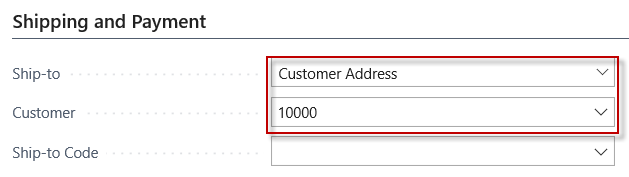 Shipping and Payment
Ship-to Customer Address
Customer 10000
Ship-to Code